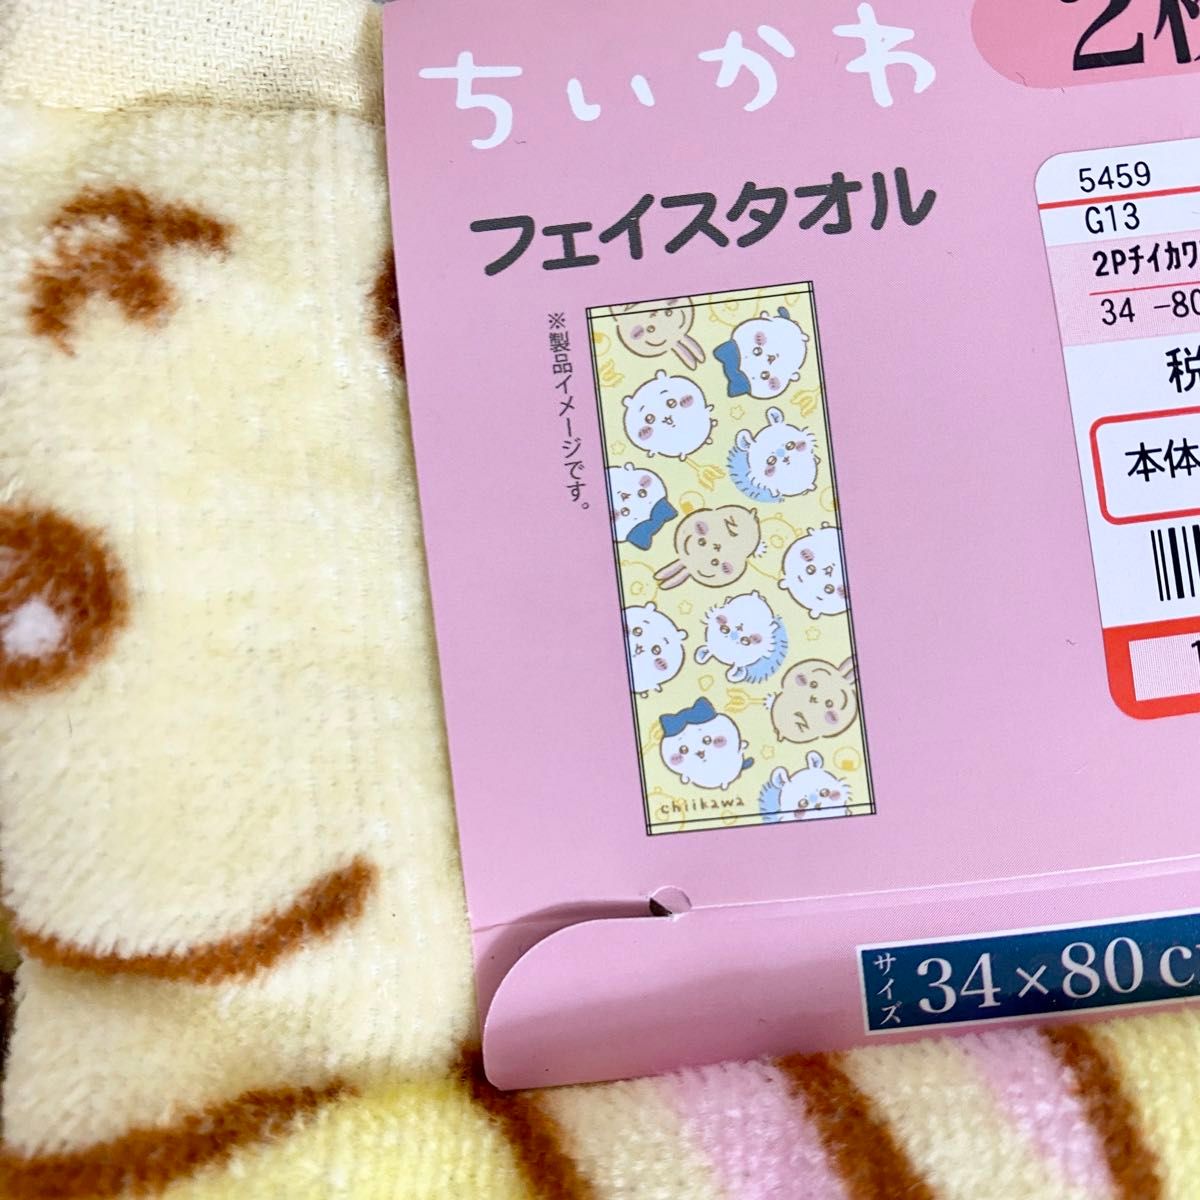 ちいかわ
2枚
フェイスタオル
※製品イメージです。
chiikawa
5459
G13
2Pチイカワ
34 -80
税
本体
サイズ 34×80 c